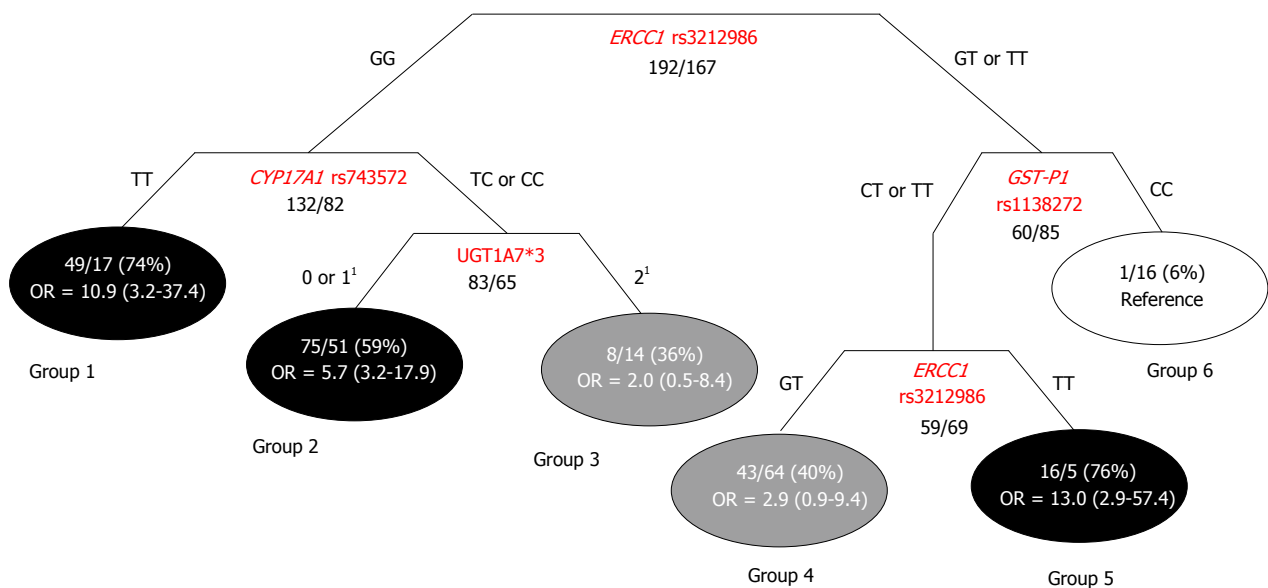 ERCC1 rs3212986
192/167
GG
GT or TT
CYP17A1 rs743572
132/82
TT
TC or CC
GST-P1
rs1138272
60/85
CT or TT
CC
49/17 (74%)
OR = 10.9 (3.2-37.4)
Group 1
UGT1A7*3
83/65
0 or 1¹
2¹
1/16 (6%)
Reference
Group 6
75/51 (59%)
OR = 5.7 (3.2-17.9)
Group 2
8/14 (36%)
OR = 2.0 (0.5-8.4)
Group 3
ERCC1
rs3212986
59/69
GT
TT
43/64 (40%)
OR = 2.9 (0.9-9.4)
Group 4
16/5 (76%)
OR = 13.0 (2.9-57.4)
Group 5